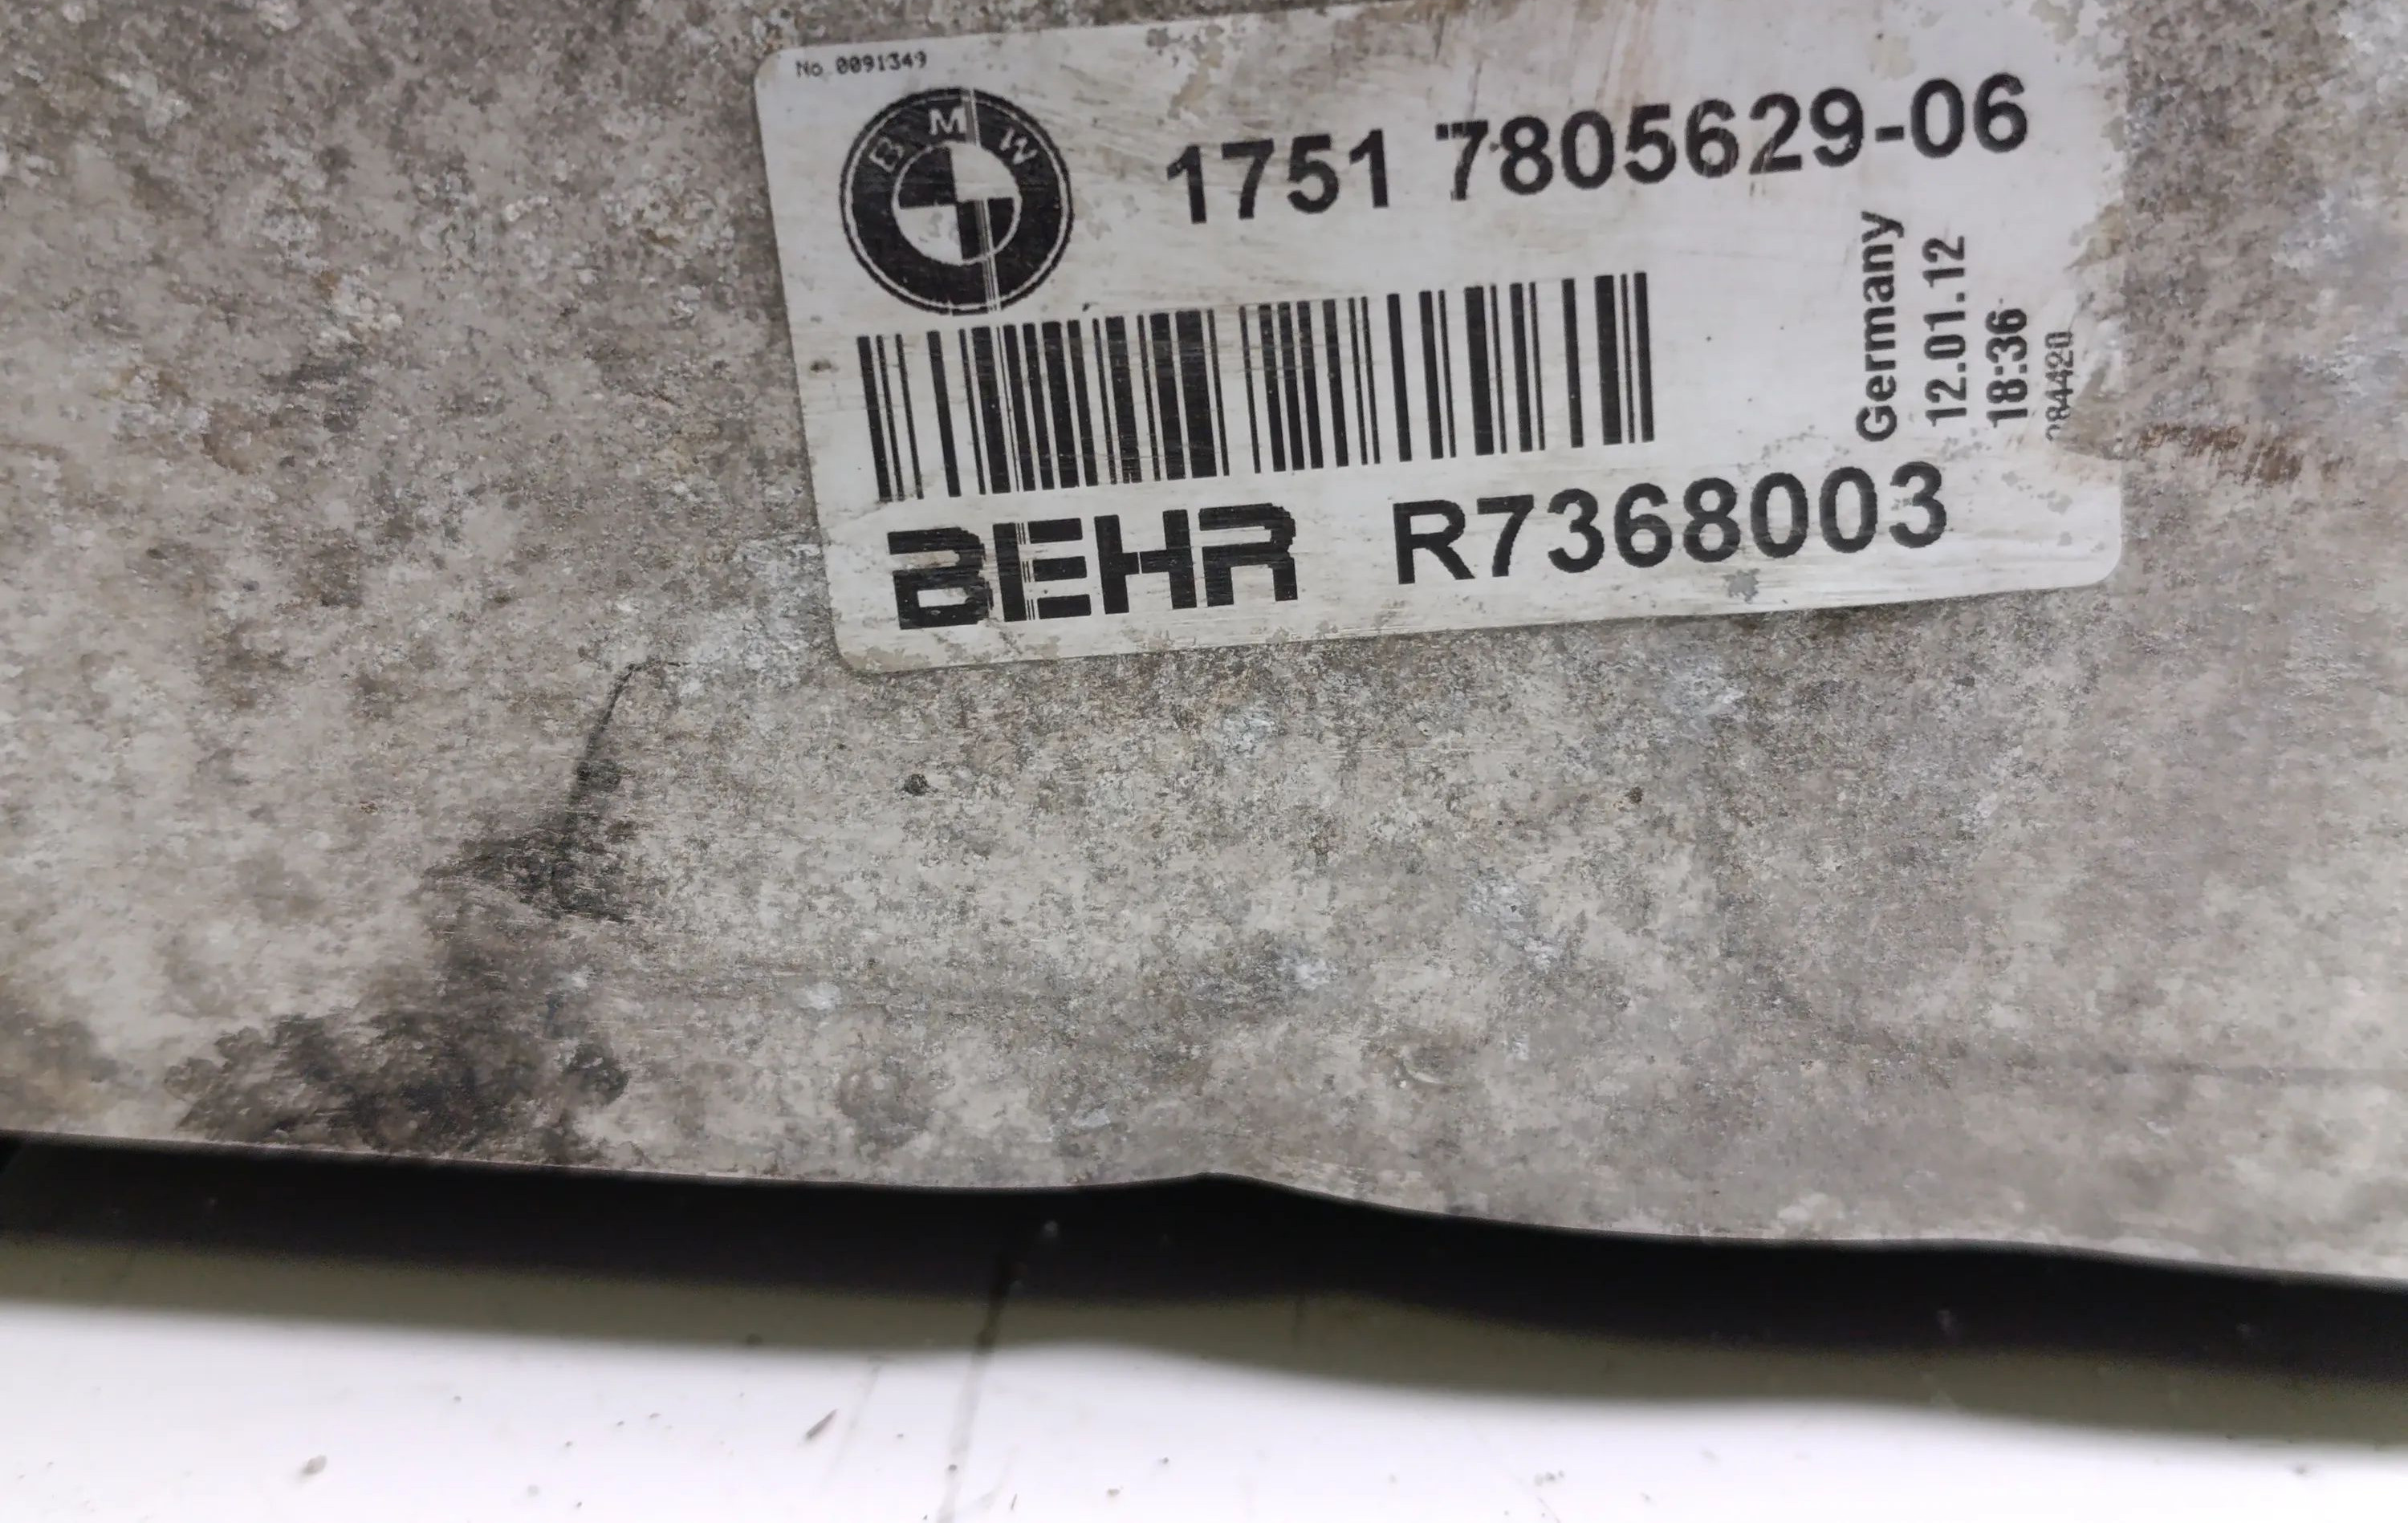 No 0091349
BMW
1751 7805629-06
Germany
12.01.12
18:36
BEHR R7368003